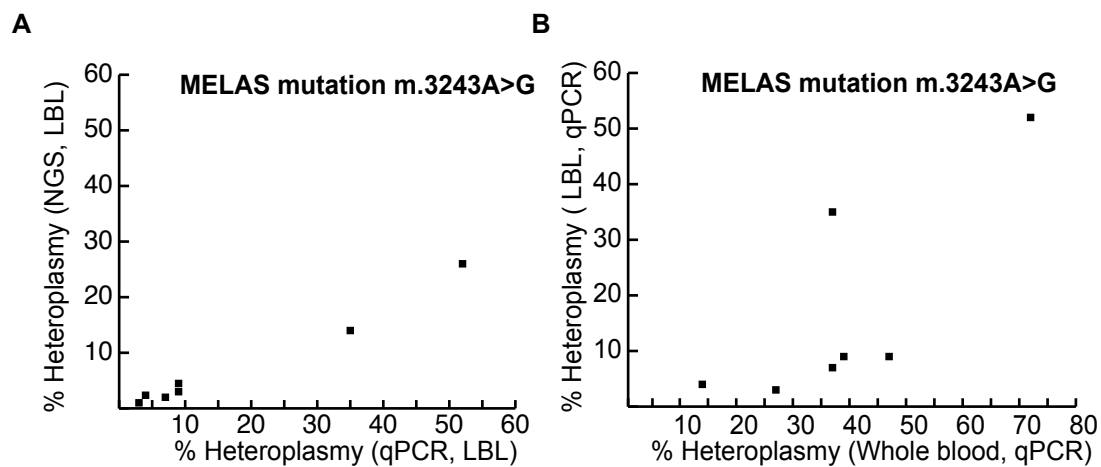 A
MELAS mutation m.3243A>G
% Heteroplasmy (NGS, LBL)
60
50
40
30
20
10
10 20 30 40 50 60
% Heteroplasmy (qPCR, LBL)
B
MELAS mutation m.3243A>G
% Heteroplasmy ( LBL, qPCR)
60
50
40
30
20
10
10 20 30 40 50 60 70 80
% Heteroplasmy (Whole blood, qPCR)